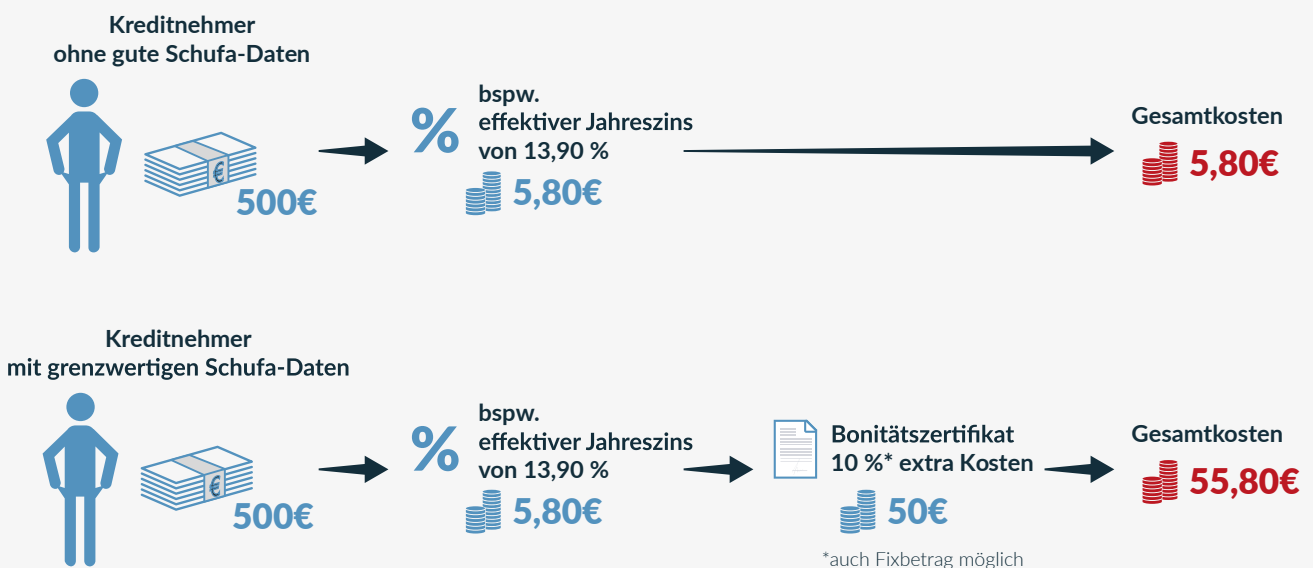 Kreditnehmer
ohne gute Schufa-Daten
€
500€
%
bspw.
effektiver Jahreszins
von 13,90 %
5,80€
Gesamtkosten
5,80€
Kreditnehmer
mit grenzwertigen Schufa-Daten
€
500€
%
bspw.
effektiver Jahreszins
von 13,90 %
5,80€
Bonitätszertifikat
10 %* extra Kosten
50€
*auch Fixbetrag möglich
Gesamtkosten
55,80€